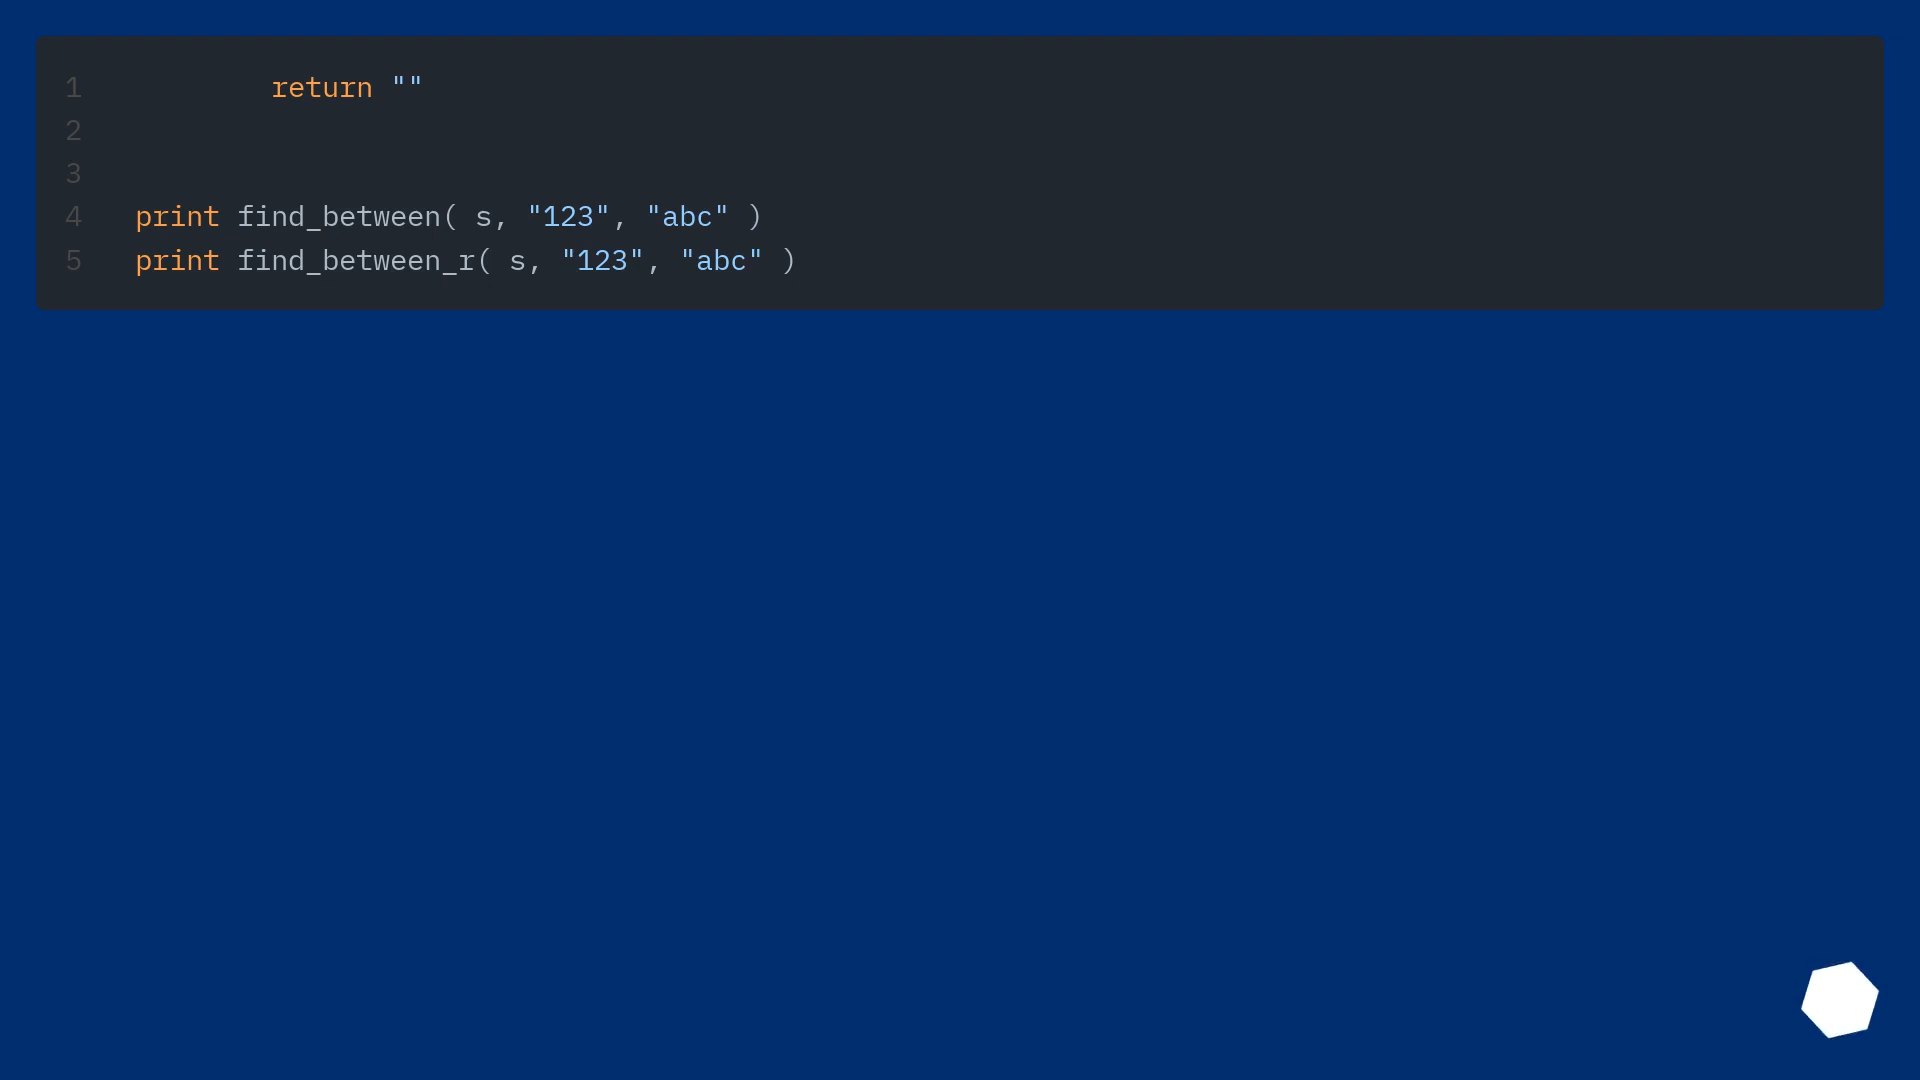 1 return ""
2
3
4 print find_between( s, "123", "abc" )
5 print find_between_r( s, "123", "abc" )